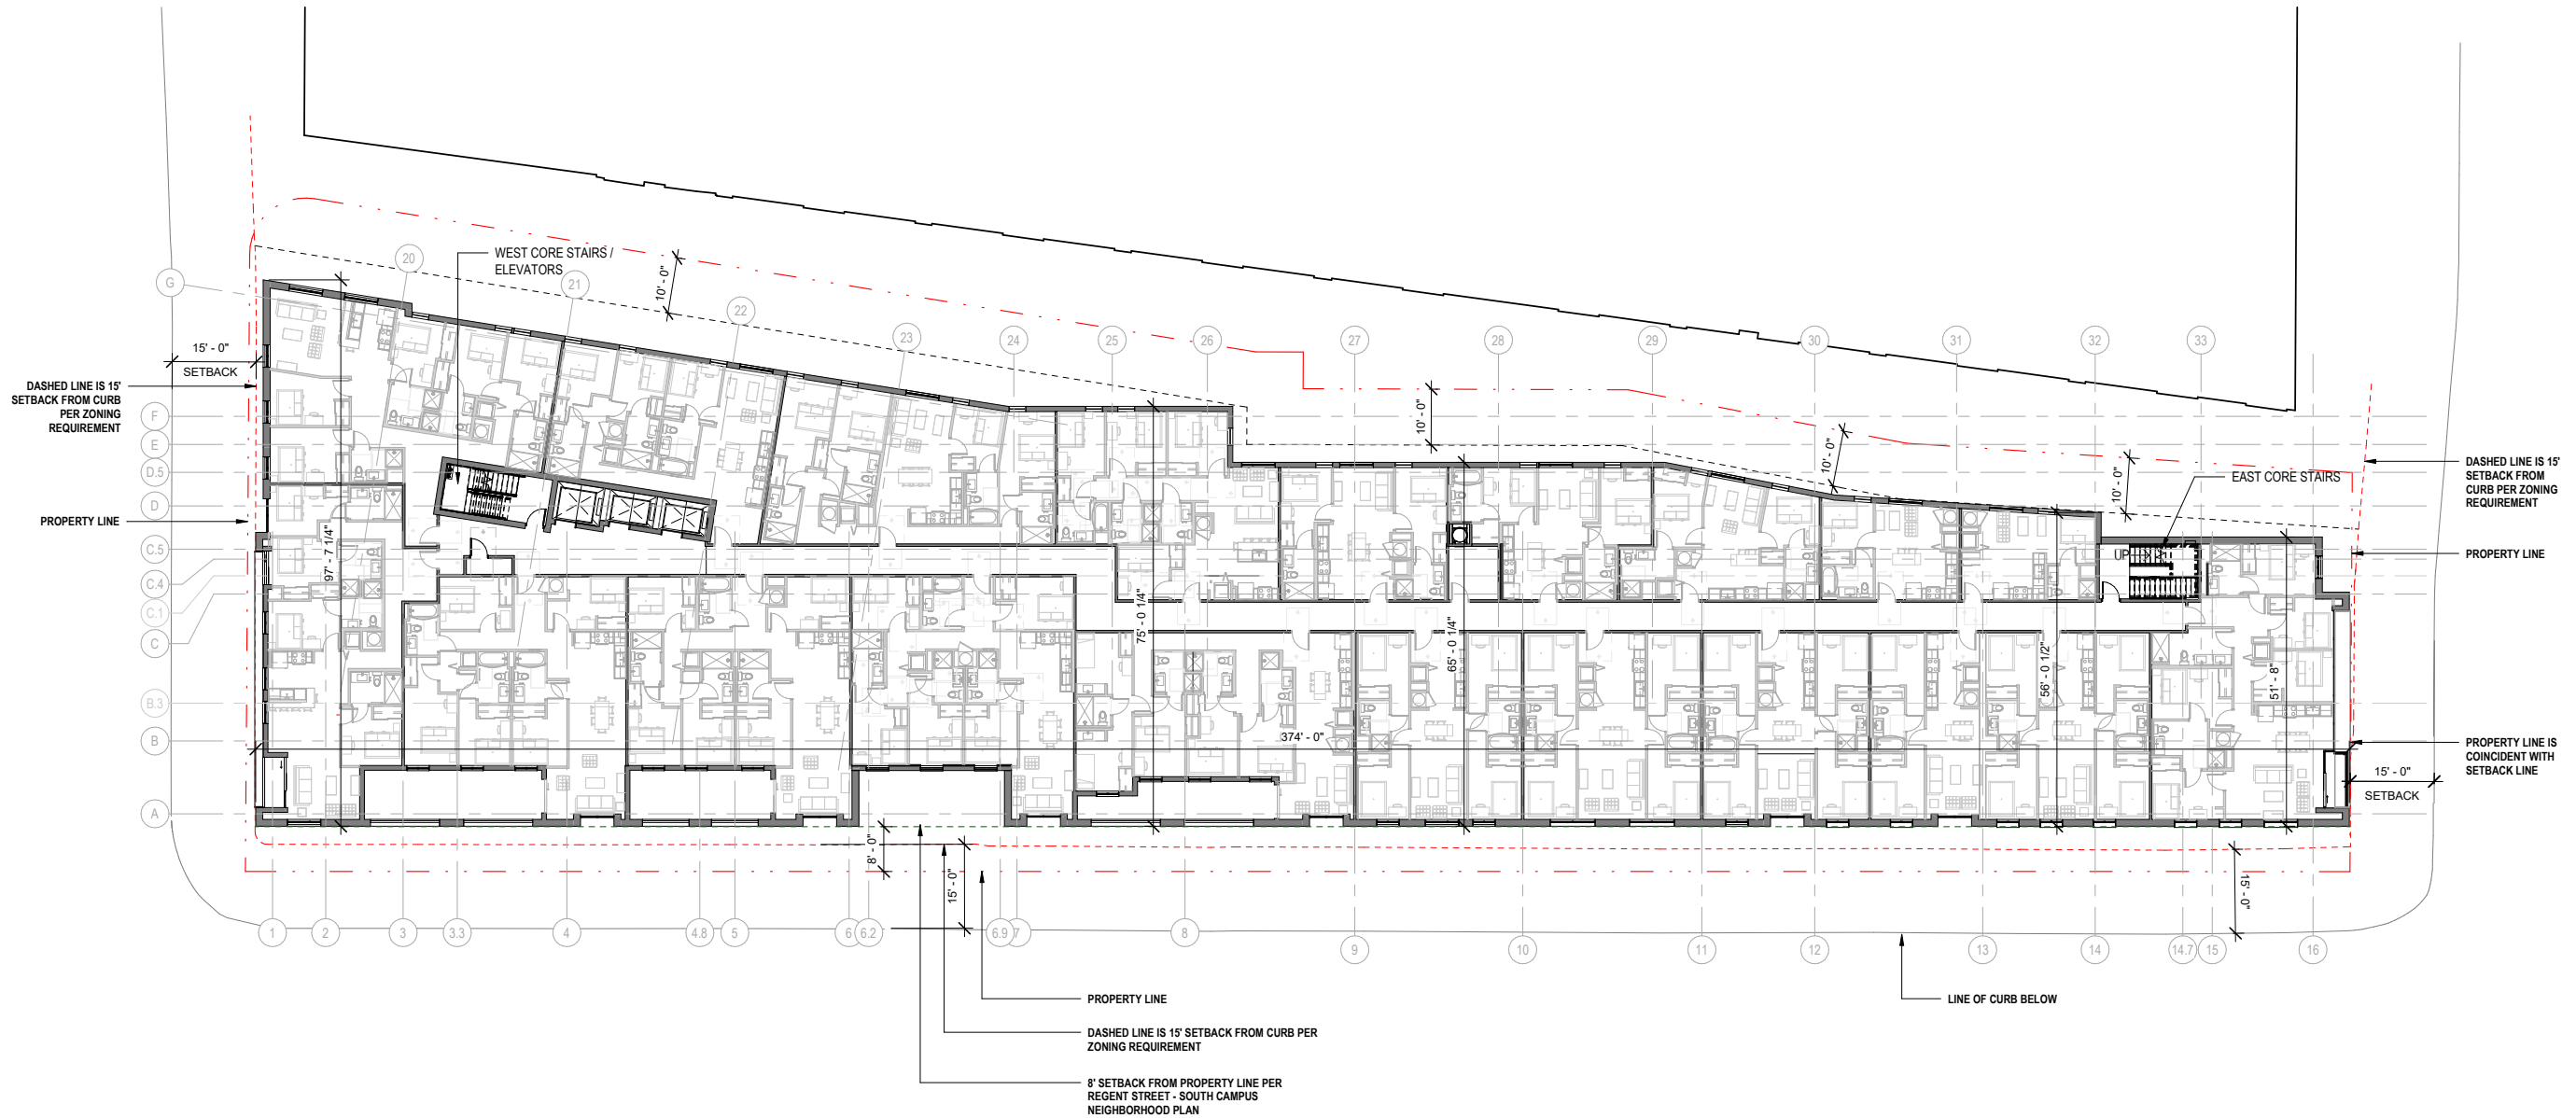 WEST CORE STAIRS /
ELEVATORS
20
G
21
10' - 0"
22
23
24
25
26
27
28
29
30
31
32
33
15' - 0"
SETBACK
DASHED LINE IS 15'
SETBACK FROM CURB
PER ZONING
REQUIREMENT
F
E
D.5
D
C.5
C.4
C.1
C
B.3
B
A
PROPERTY LINE
10' - 0"
10' - 0"
10' - 0"
DASHED LINE IS 15'
SETBACK FROM
CURB PER ZONING
REQUIREMENT
EAST CORE STAIRS
UP
PROPERTY LINE
97' - 7 1/4"
75' - 0 1/4"
65' - 0 1/4"
56' - 0 1/2"
51' - 8"
374' - 0"
PROPERTY LINE IS
COINCIDENT WITH
SETBACK LINE
15' - 0"
SETBACK
8' - 0"
15' - 0"
15' - 0"
1
2
3
3.3
4
4.8
5
6
6.2
6.9
7
8
9
10
11
12
13
14
14.7
15
16
PROPERTY LINE
LINE OF CURB BELOW
DASHED LINE IS 15' SETBACK FROM CURB PER
ZONING REQUIREMENT
8' SETBACK FROM PROPERTY LINE PER
REGENT STREET - SOUTH CAMPUS
NEIGHBORHOOD PLAN